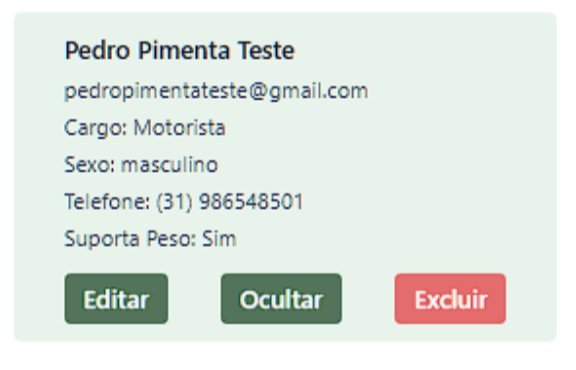 Pedro Pimenta Teste
pedropimentateste@gmail.com
Cargo: Motorista
Sexo: masculino
Telefone: (31) 986548501
Suporta Peso: Sim
Editar Ocultar Excluir